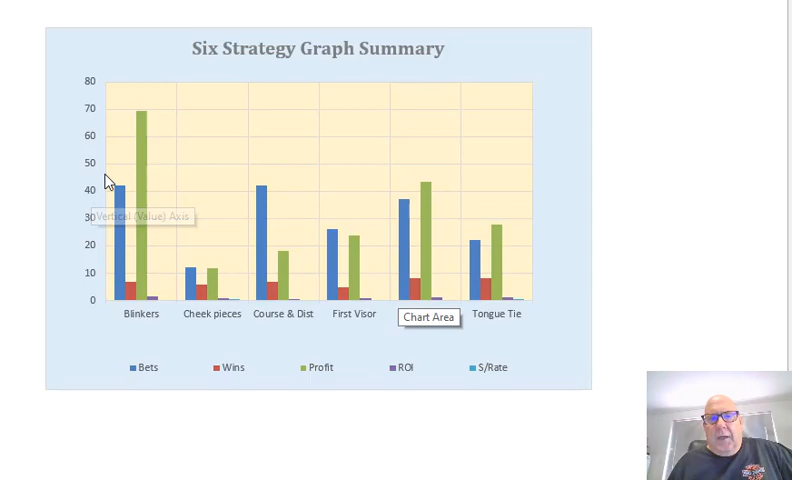 Six Strategy Graph Summary
80
70
60
50
40
30
20
10
0
Vertical (Value) Axis
Blinkers
Cheek pieces
Course & Dist
First Visor
Chart Area
Tongue Tie
Bets
Wins
Profit
ROI
S/Rate